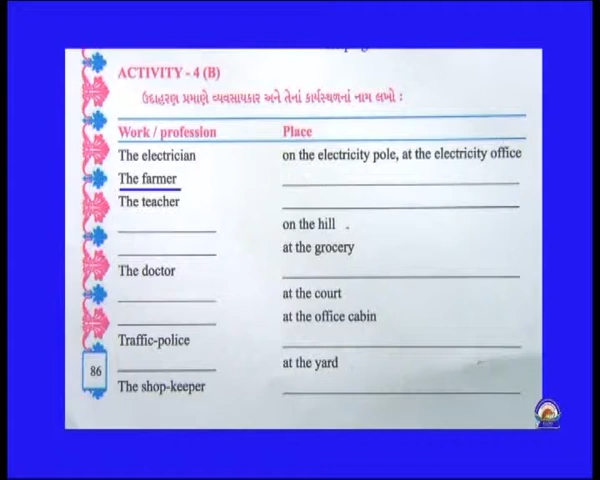 ACTIVITY - 4 (B)
ઉદાહરણ પ્રમાણે વ્યવસાયકાર અને તેનાં કાર્યસ્થળનાં નામ લખો :
Work / profession Place
The electrician on the electricity pole, at the electricity office
The farmer
The teacher
on the hill
at the grocery
The doctor
at the court
at the office cabin
Traffic-police
at the yard
86
The shop-keeper